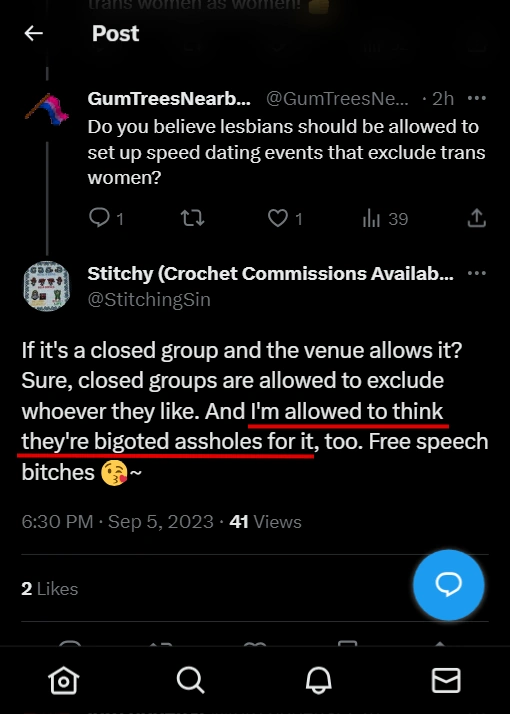 trans women as women!
Post
GumTreesNearb... @GumTreesNe... · 2h
Do you believe lesbians should be allowed to
set up speed dating events that exclude trans
women?
1 1 39
Stitchy (Crochet Commissions Availab...
@StitchingSin
If it's a closed group and the venue allows it?
Sure, closed groups are allowed to exclude
whoever they like. And I'm allowed to think
they're bigoted assholes for it, too. Free speech
bitches 😘~
6:30 PM · Sep 5, 2023 · 41 Views
2 Likes